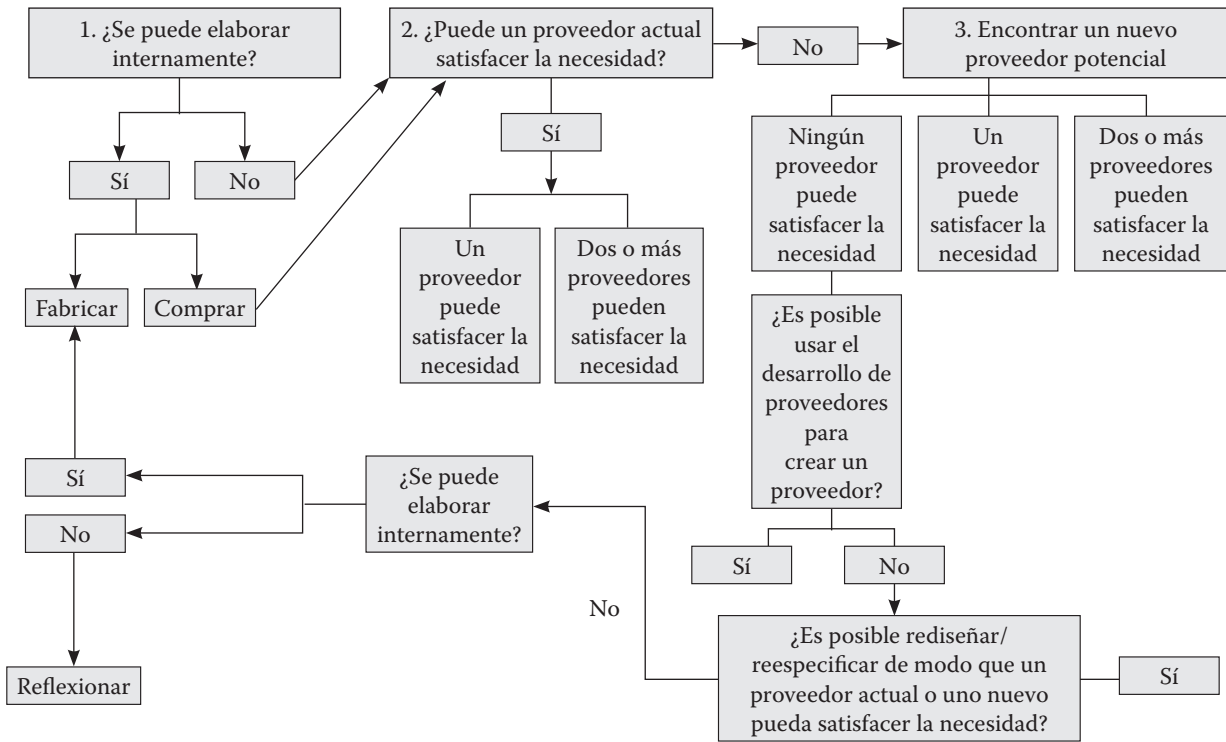 1. ¿Se puede elaborar
internamente?
Sí
No
Fabricar
Comprar
2. ¿Puede un proveedor actual
satisfacer la necesidad?
Sí
Un
proveedor
puede
satisfacer la
necesidad
Dos o más
proveedores
pueden
satisfacer la
necesidad
No
3. Encontrar un nuevo
proveedor potencial
Ningún
proveedor
puede
satisfacer la
necesidad
Un
proveedor
puede
satisfacer la
necesidad
Dos o más
proveedores
pueden
satisfacer la
necesidad
¿Es posible
usar el
desarrollo de
proveedores
para
crear un
proveedor?
Sí
No
¿Es posible rediseñar/
reespecificar de modo que un
proveedor actual o uno nuevo
pueda satisfacer la necesidad?
Sí
No
¿Se puede
elaborar
internamente?
Sí
No
Reflexionar